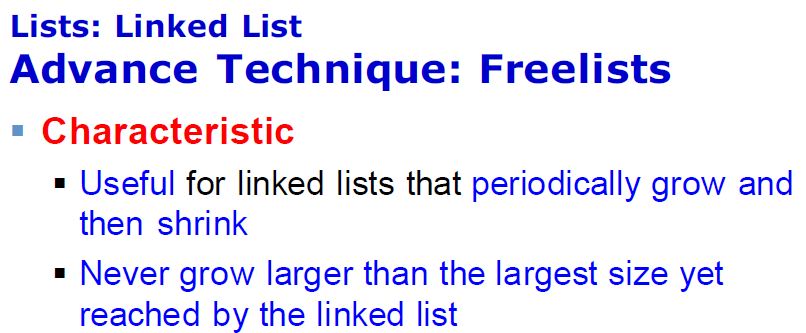 Lists: Linked List
Advance Technique: Freelists
Characteristic
Useful for linked lists that periodically grow and
then shrink
Never grow larger than the largest size yet
reached by the linked list